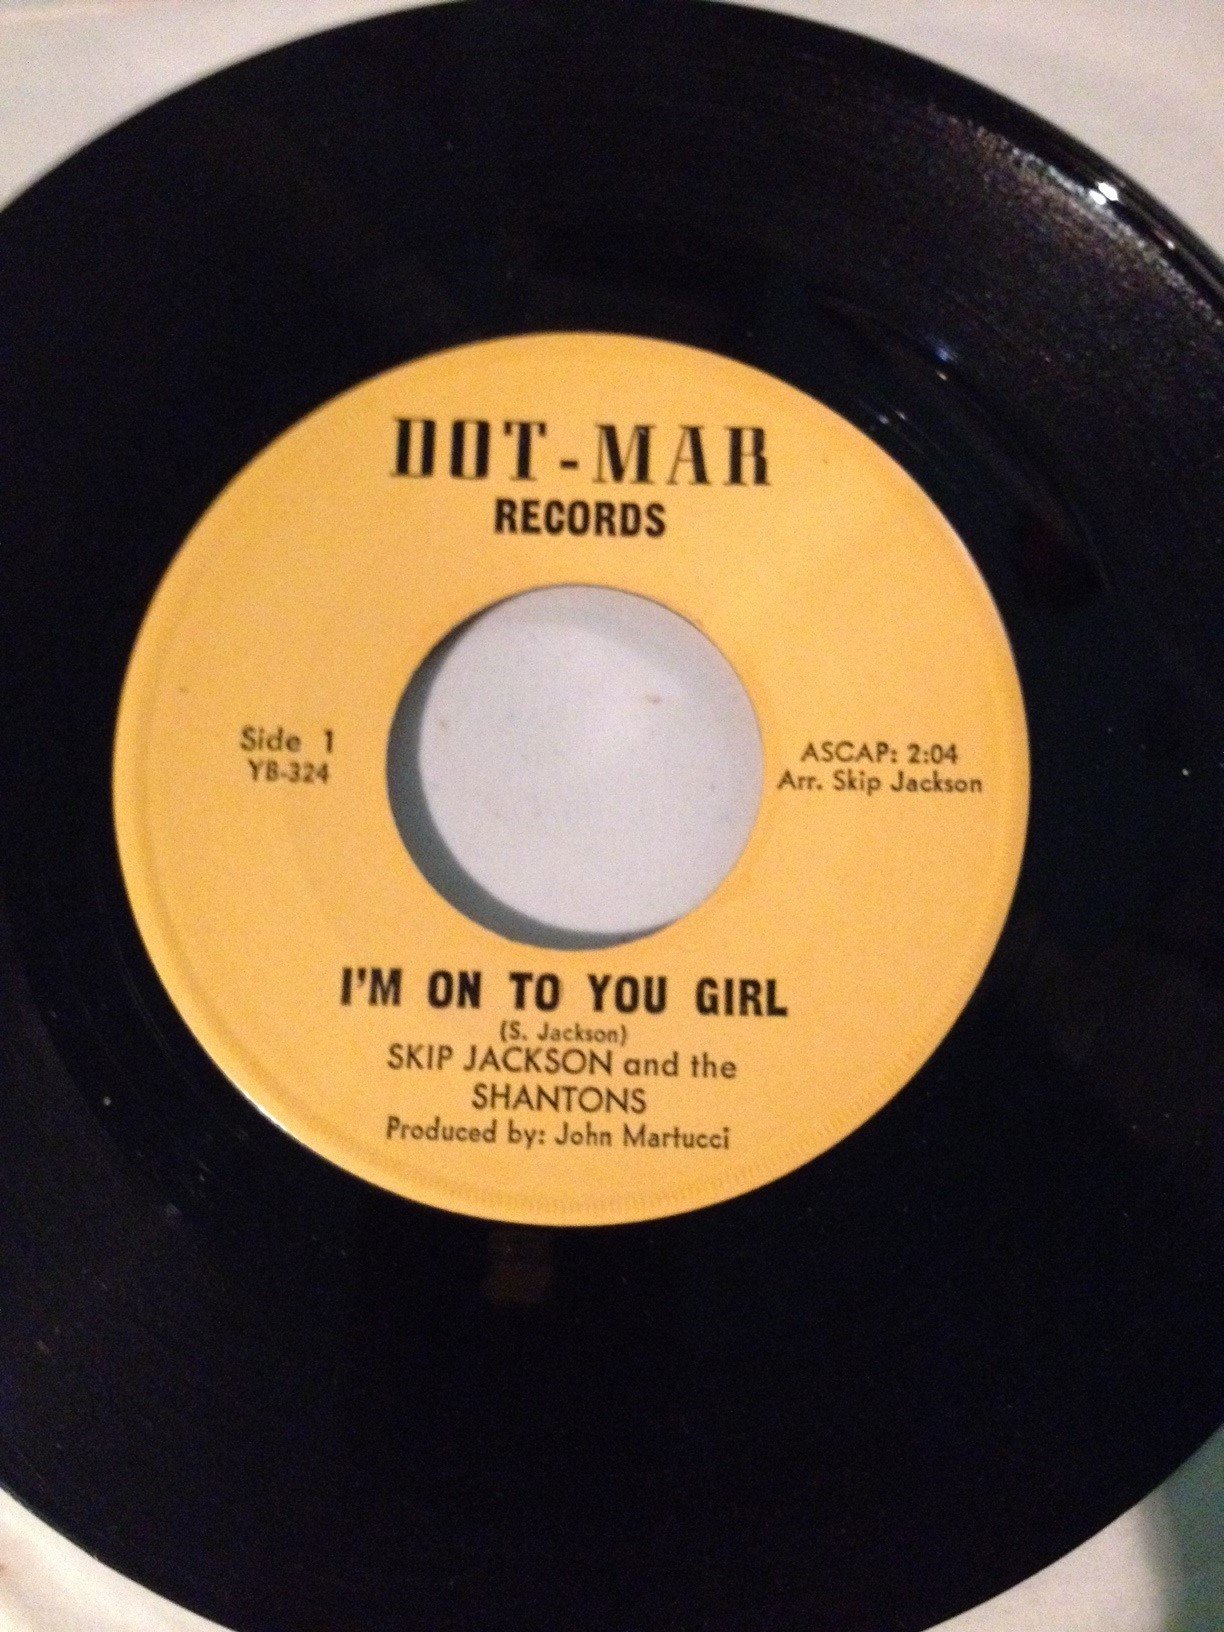 DOT-MAR
RECORDS
Side 1
YB-324
ASCAP: 2:04
Arr. Skip Jackson
I'M ON TO YOU GIRL
(S. Jackson)
SKIP JACKSON and the
SHANTONS
Produced by: John Martucci